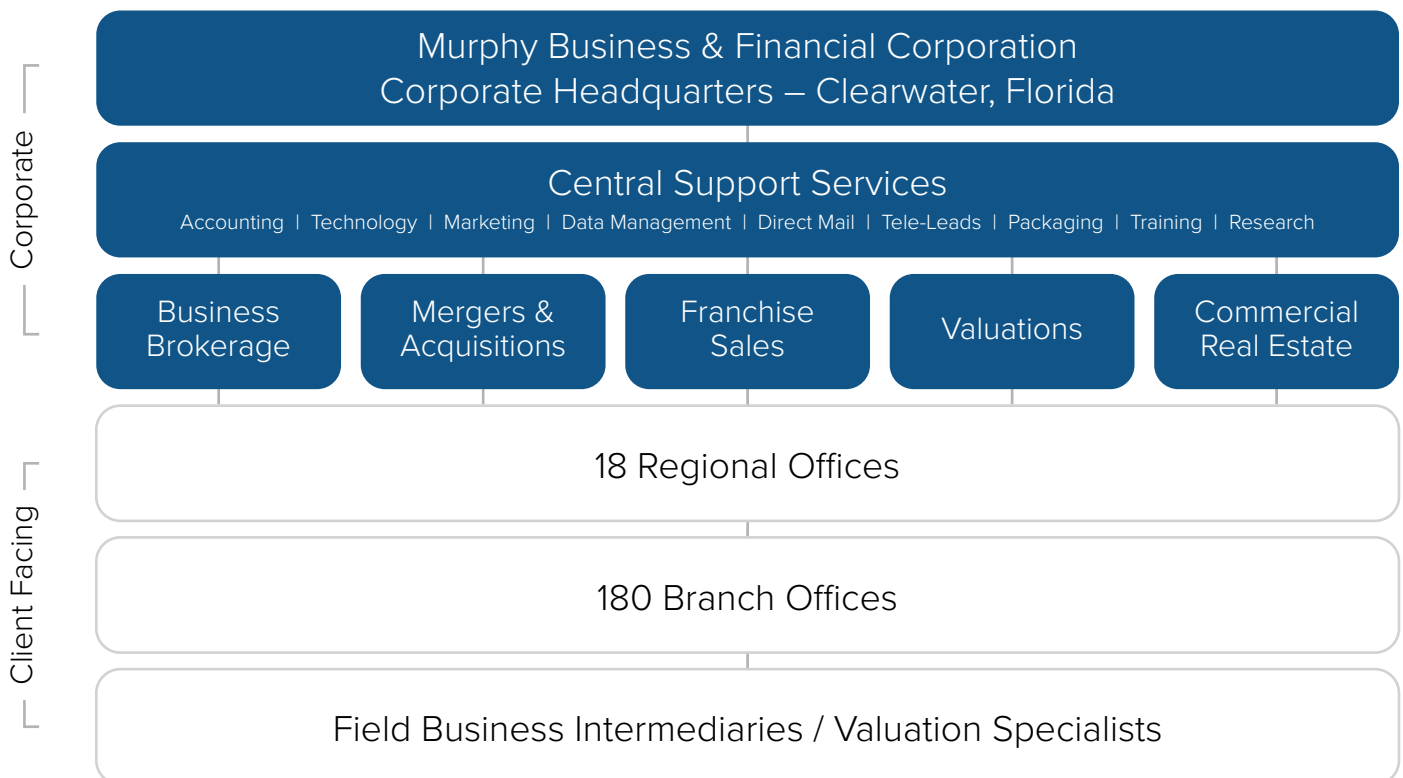 Murphy Business & Financial Corporation
Corporate Headquarters – Clearwater, Florida
Corporate
Central Support Services
Accounting | Technology | Marketing | Data Management | Direct Mail | Tele-Leads | Packaging | Training | Research
Business
Brokerage
Mergers &
Acquisitions
Franchise
Sales
Valuations
Commercial
Real Estate
Client Facing
18 Regional Offices
180 Branch Offices
Field Business Intermediaries / Valuation Specialists